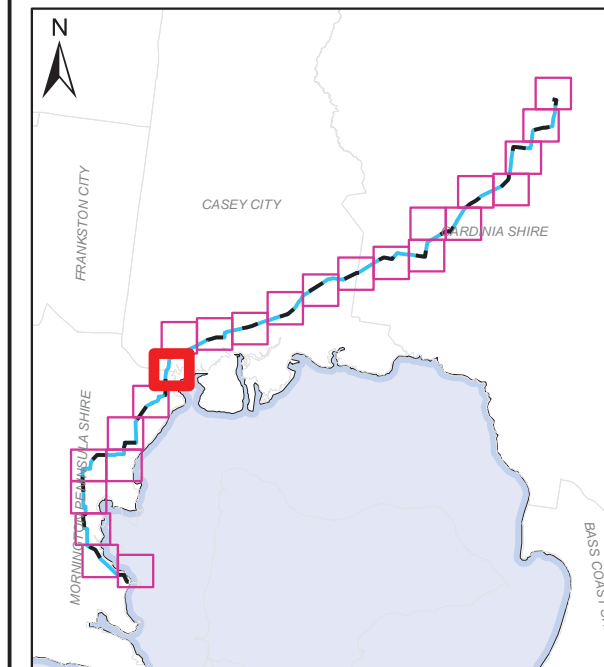 N
CASEY CITY
FRANKSTON CITY
CARDINIA SHIRE
MORNINGTON PENINSULA SHIRE
BASS COAST